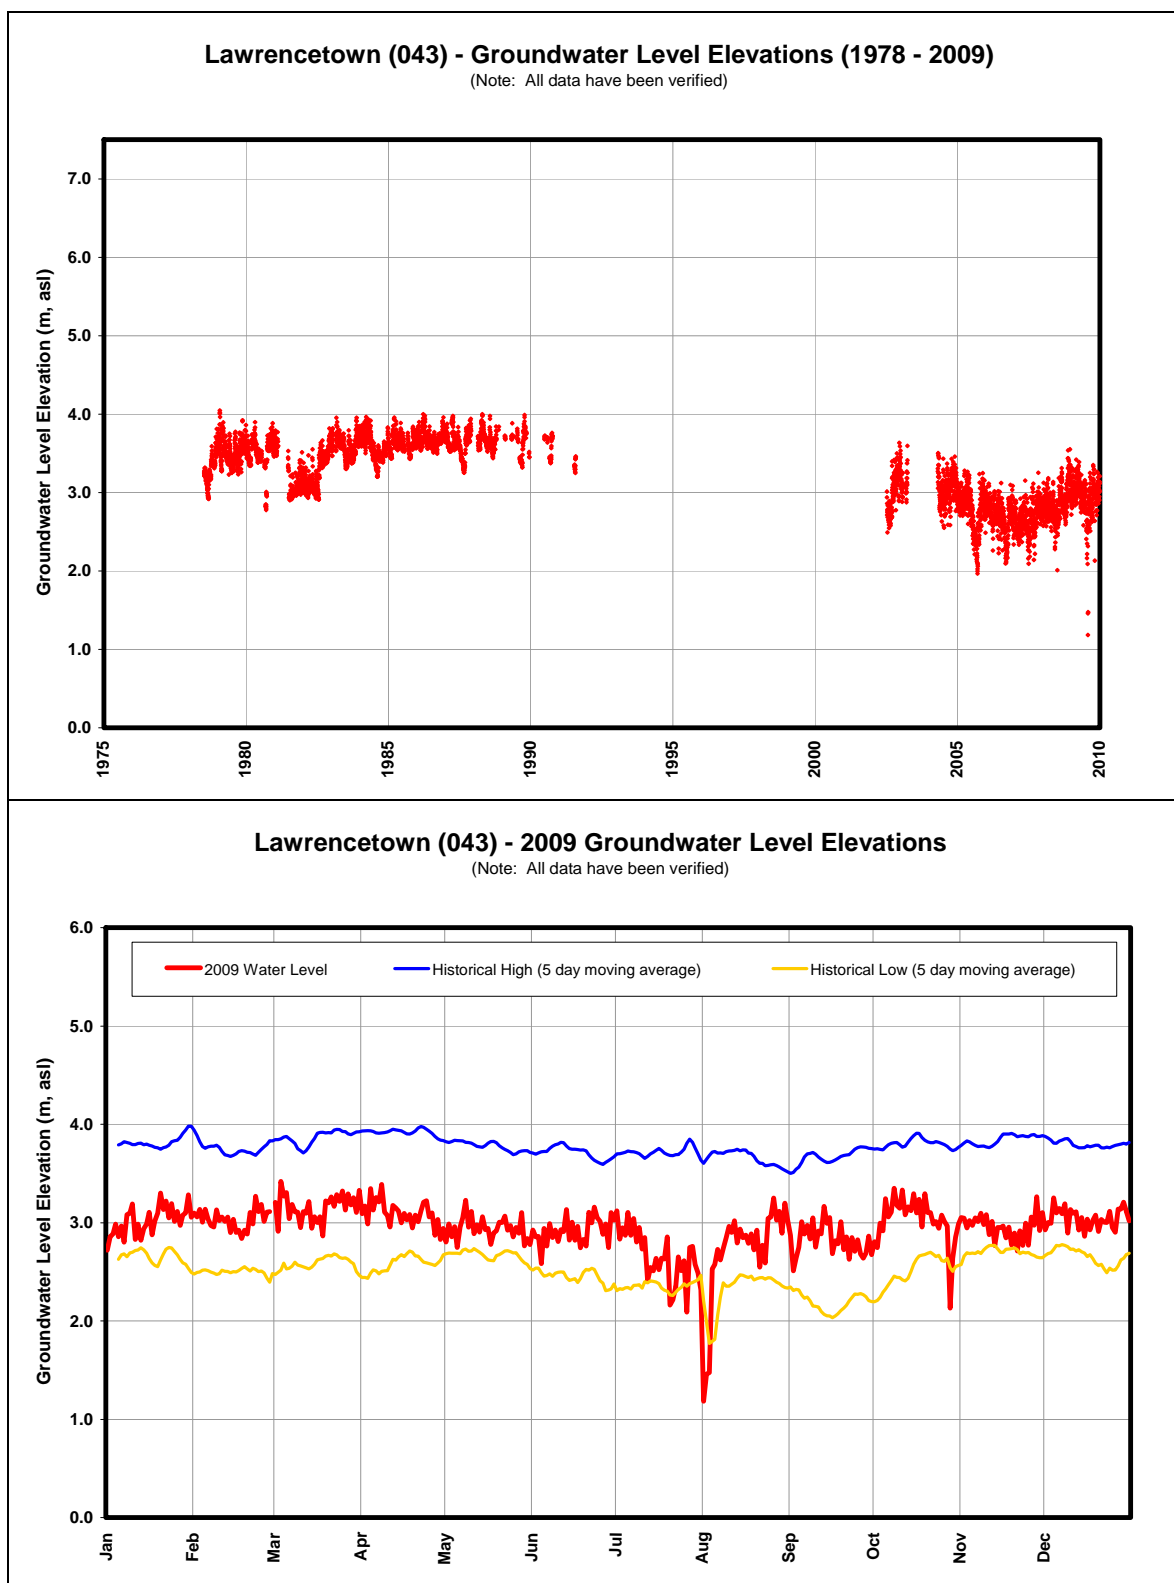 Lawrencetown (043) - Groundwater Level Elevations (1978 - 2009)
(Note: All data have been verified)
Groundwater Level Elevation (m, asl)
7.0
6.0
5.0
4.0
3.0
2.0
1.0
0.0
1975
1980
1985
1990
1995
2000
2005
2010
Lawrencetown (043) - 2009 Groundwater Level Elevations
(Note: All data have been verified)
Groundwater Level Elevation (m, asl)
2009 Water Level
Historical High (5 day moving average)
Historical Low (5 day moving average)
6.0
5.0
4.0
3.0
2.0
1.0
0.0
Jan
Feb
Mar
Apr
May
Jun
Jul
Aug
Sep
Oct
Nov
Dec